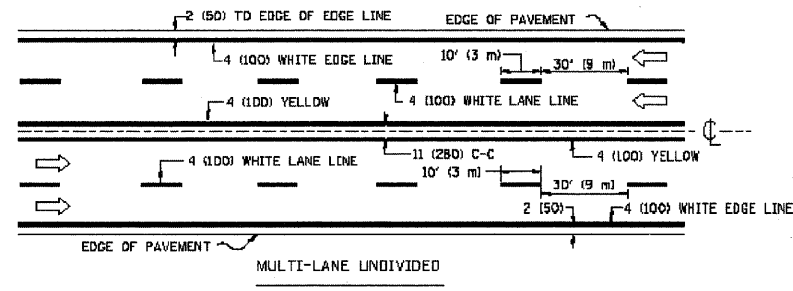 2 (50) TO EDGE OF EDGE LINE
EDGE OF PAVEMENT
4 (100) WHITE EDGE LINE
10' (3 m)
30' (9 m)
4 (100) YELLOW
4 (100) WHITE LANE LINE
℄
4 (100) WHITE LANE LINE
11 (280) C-C
4 (100) YELLOW
10' (3 m)
30' (9 m)
2 (50)
4 (100) WHITE EDGE LINE
EDGE OF PAVEMENT
MULTI-LANE UNDIVIDED